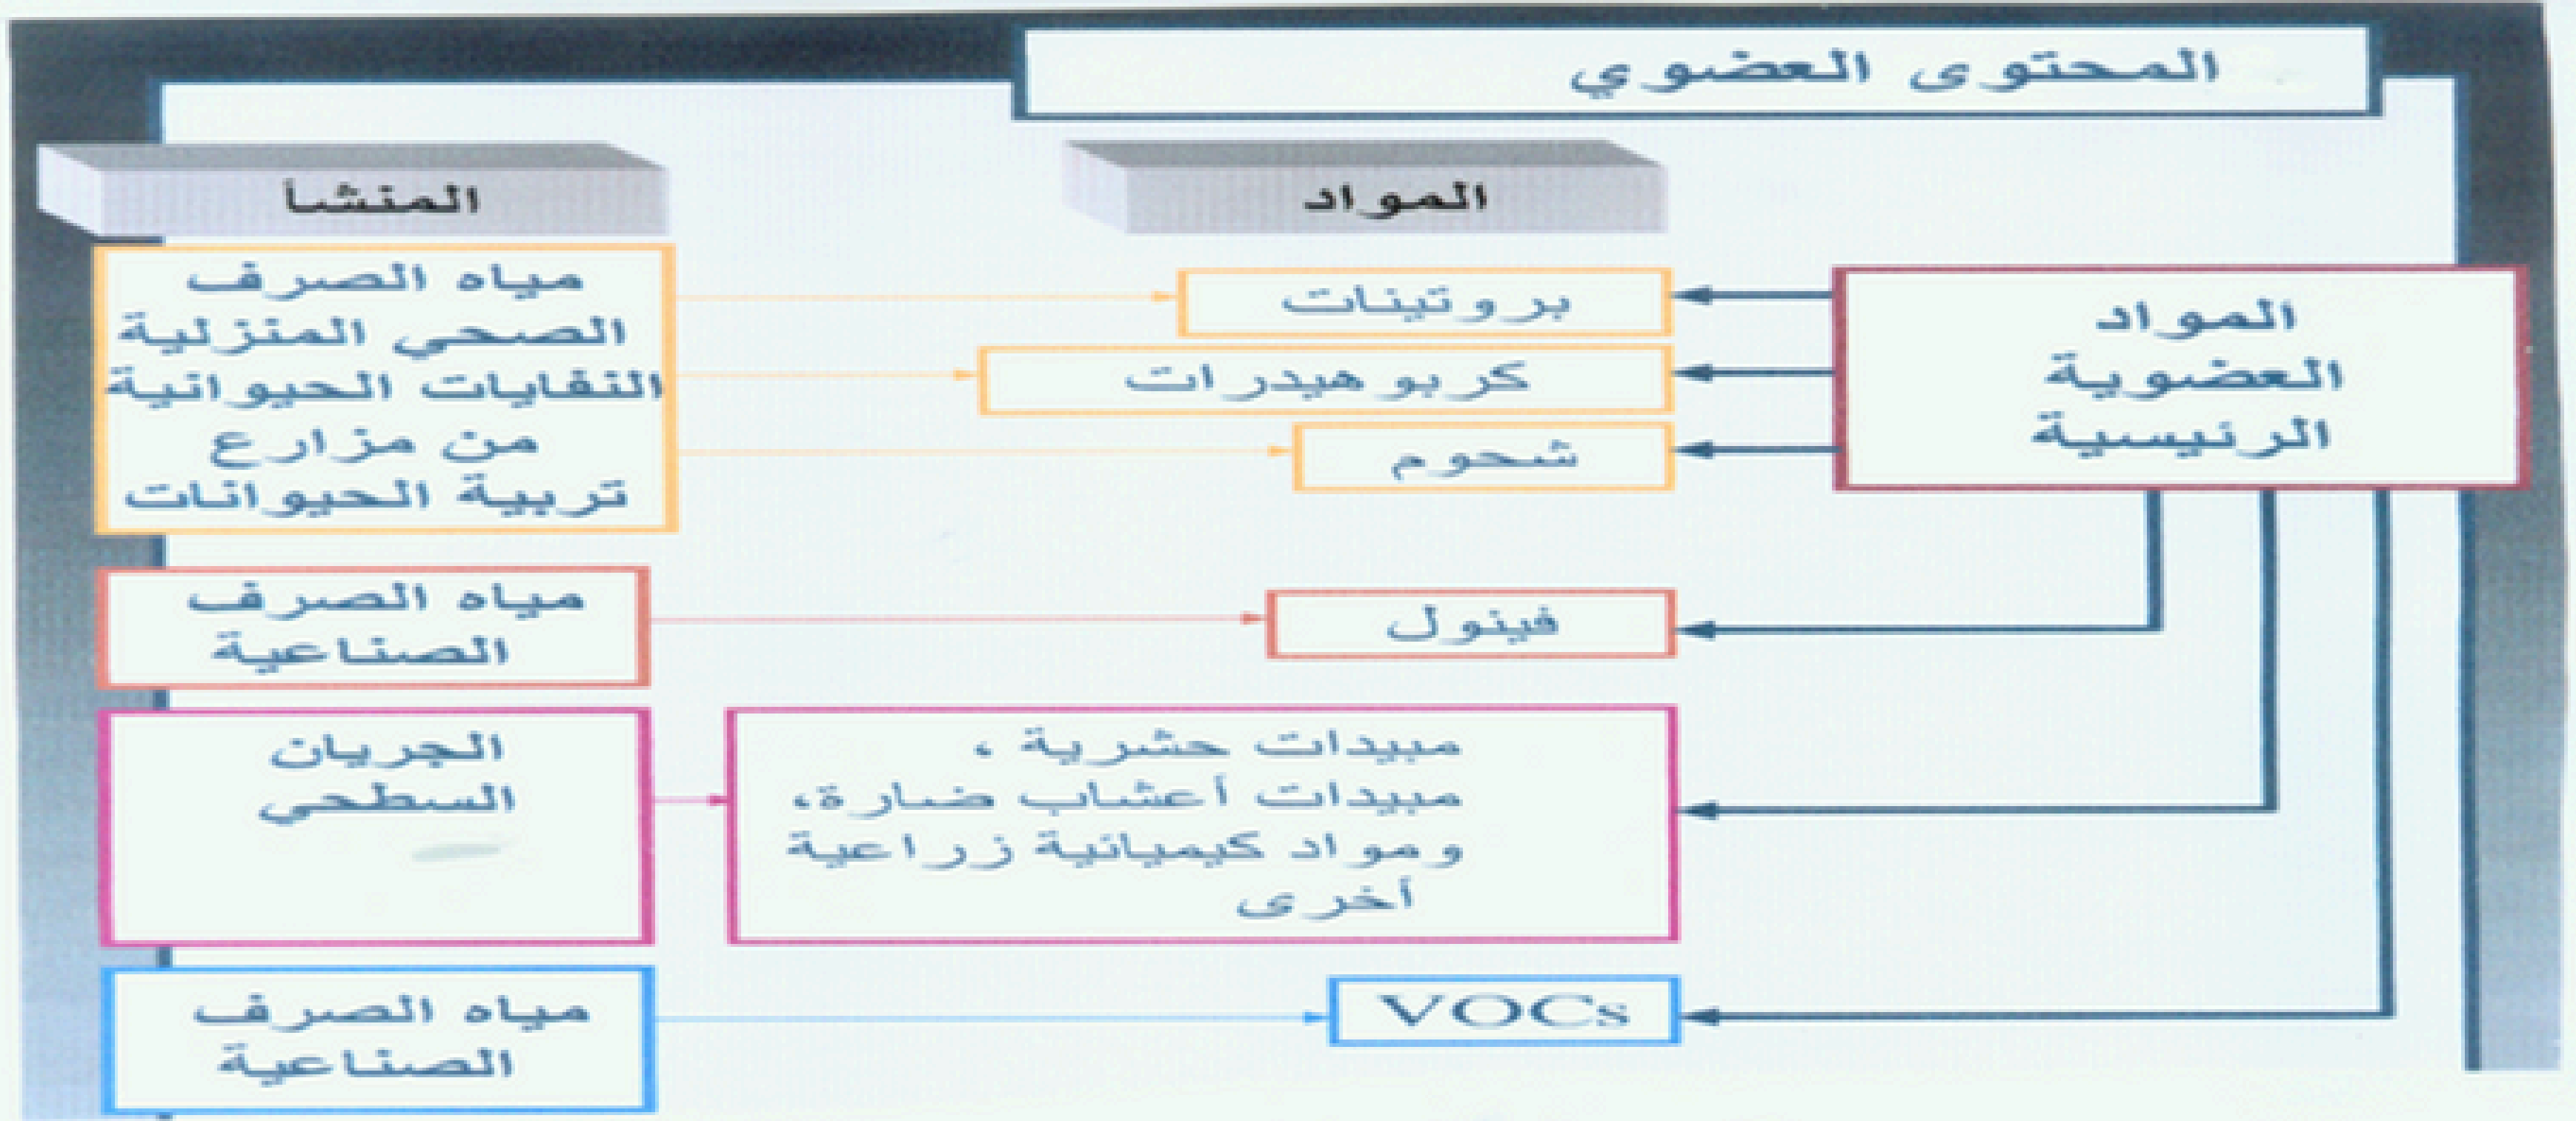 المحتوى العضوي
المواد
المنشأ
المواد
العضوية
الرئيسية
بروتينات
كربوهيدرات
شحوم
مياه الصرف
الصحي المنزلية
النفايات الحيوانية
من مزارع
تربية الحيوانات
فينول
مياه الصرف
الصناعية
مبيدات حشرية ،
مبيدات أعشاب ضارة،
ومواد كيميائية زراعية
أخرى
الجريان
السطحي
VOCs
مياه الصرف
الصناعية